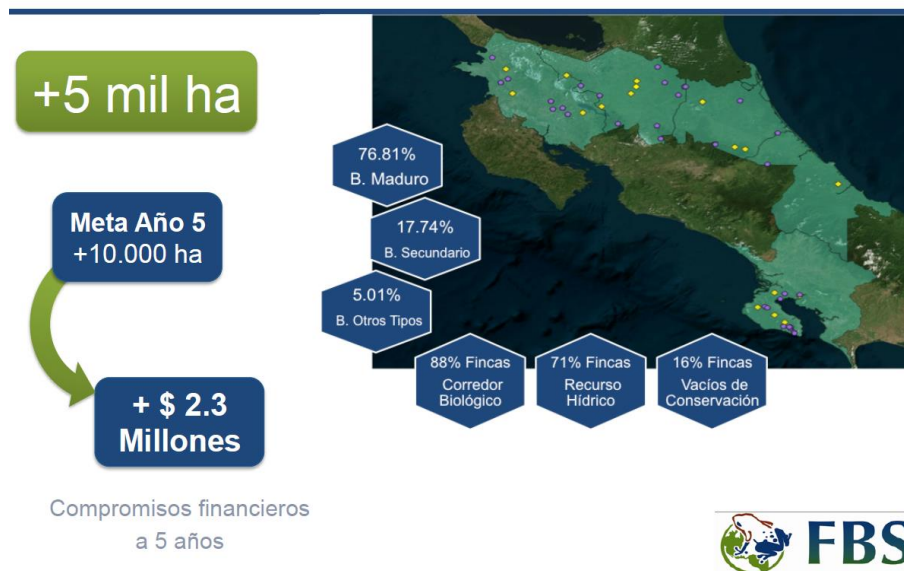 +5 mil ha
Meta Año 5
+10.000 ha
+ $ 2.3
Millones
Compromisos financieros
a 5 años
76.81%
B. Maduro
17.74%
B. Secundario
5.01%
B. Otros Tipos
88% Fincas
Corredor
Biológico
71% Fincas
Recurso
Hídrico
16% Fincas
Vacíos de
Conservación
FBS